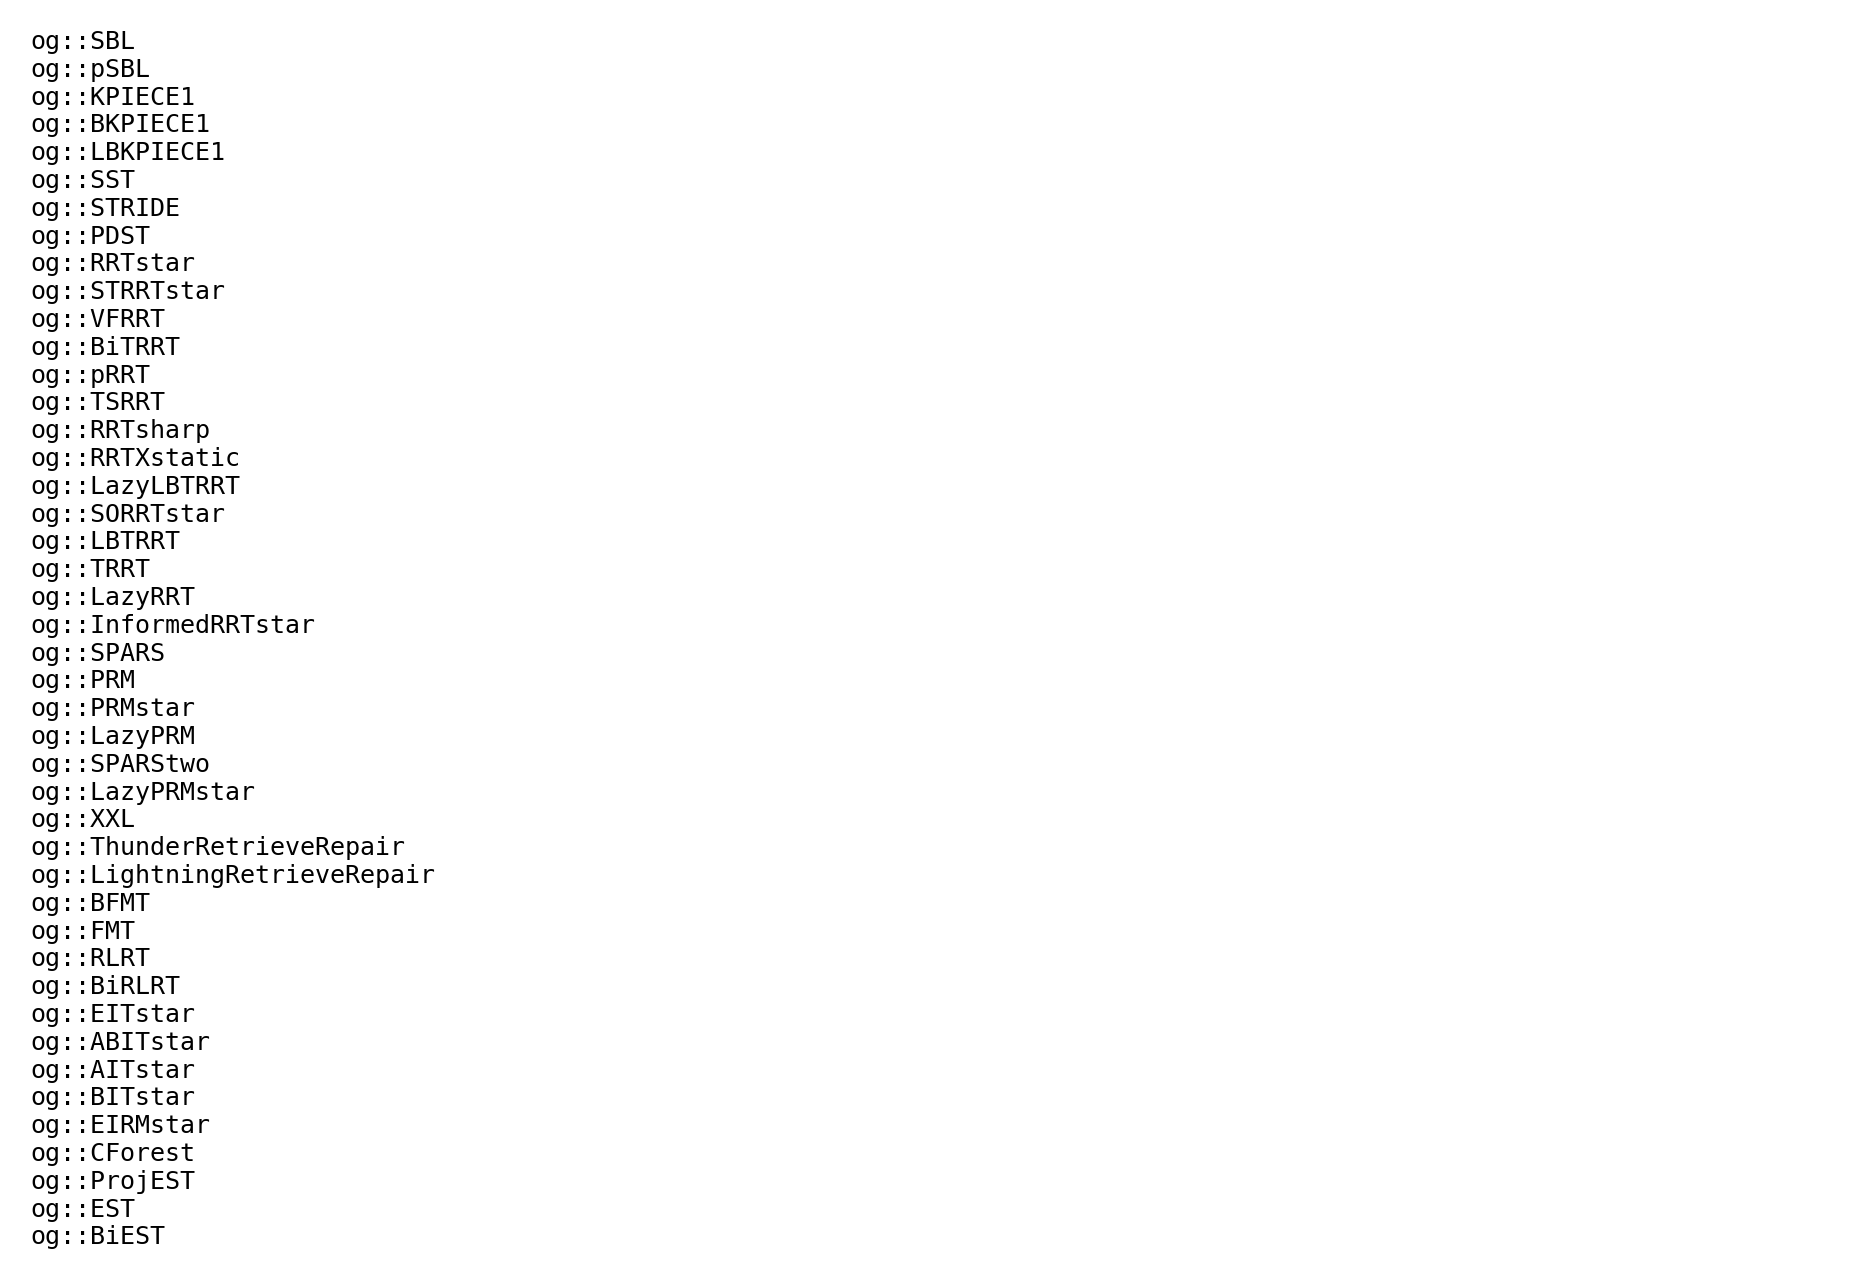 og::SBL
og::pSBL
og::KPIECE1
og::BKPIECE1
og::LBKPIECE1
og::SST
og::STRIDE
og::PDST
og::RRTstar
og::STRRTstar
og::VFRRT
og::BiTRRT
og::pRRT
og::TSRRT
og::RRTsharp
og::RRTXstatic
og::LazyLBTRRT
og::SORRTstar
og::LBTRRT
og::TRRT
og::LazyRRT
og::InformedRRTstar
og::SPARS
og::PRM
og::PRMstar
og::LazyPRM
og::SPARStwo
og::LazyPRMstar
og::XXL
og::ThunderRetrieveRepair
og::LightningRetrieveRepair
og::BFMT
og::FMT
og::RLRT
og::BiRLRT
og::EITstar
og::ABITstar
og::AITstar
og::BITstar
og::EIRMstar
og::CForest
og::ProjEST
og::EST
og::BiEST